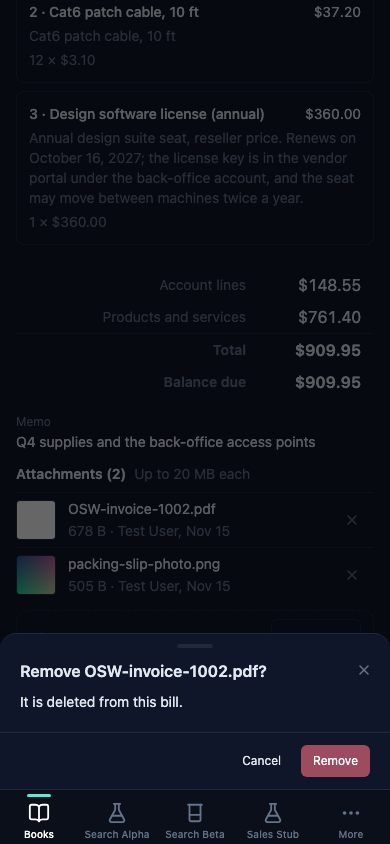 2 · Cat6 patch cable, 10 ft $37.20
Cat6 patch cable, 10 ft
12 × $3.10
3 · Design software license (annual) $360.00
Annual design suite seat, reseller price. Renews on
October 16, 2027; the license key is in the vendor
portal under the back-office account, and the seat
may move between machines twice a year.
1 × $360.00
Account lines $148.55
Products and services $761.40
Total $909.95
Balance due $909.95
Memo
Q4 supplies and the back-office access points
Attachments (2) Up to 20 MB each
OSW-invoice-1002.pdf
678 B · Test User, Nov 15
packing-slip-photo.png
505 B · Test User, Nov 15
Remove OSW-invoice-1002.pdf?
It is deleted from this bill.
Cancel Remove
Books Search Alpha Search Beta Sales Stub More